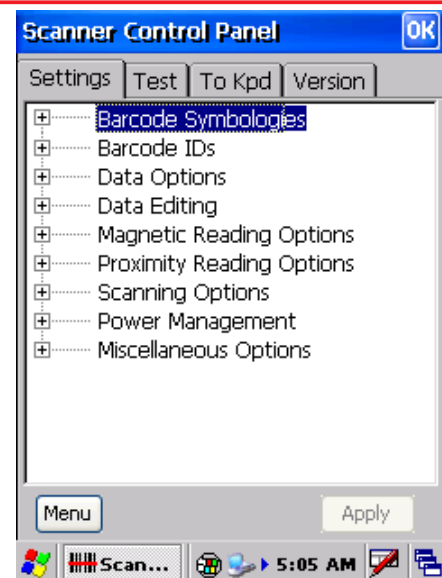 Scanner Control Panel OK
Settings Test To Kpd Version
Barcode Symbologies
Barcode IDs
Data Options
Data Editing
Magnetic Reading Options
Proximity Reading Options
Scanning Options
Power Management
Miscellaneous Options
Menu Apply
Scan... 5:05 AM